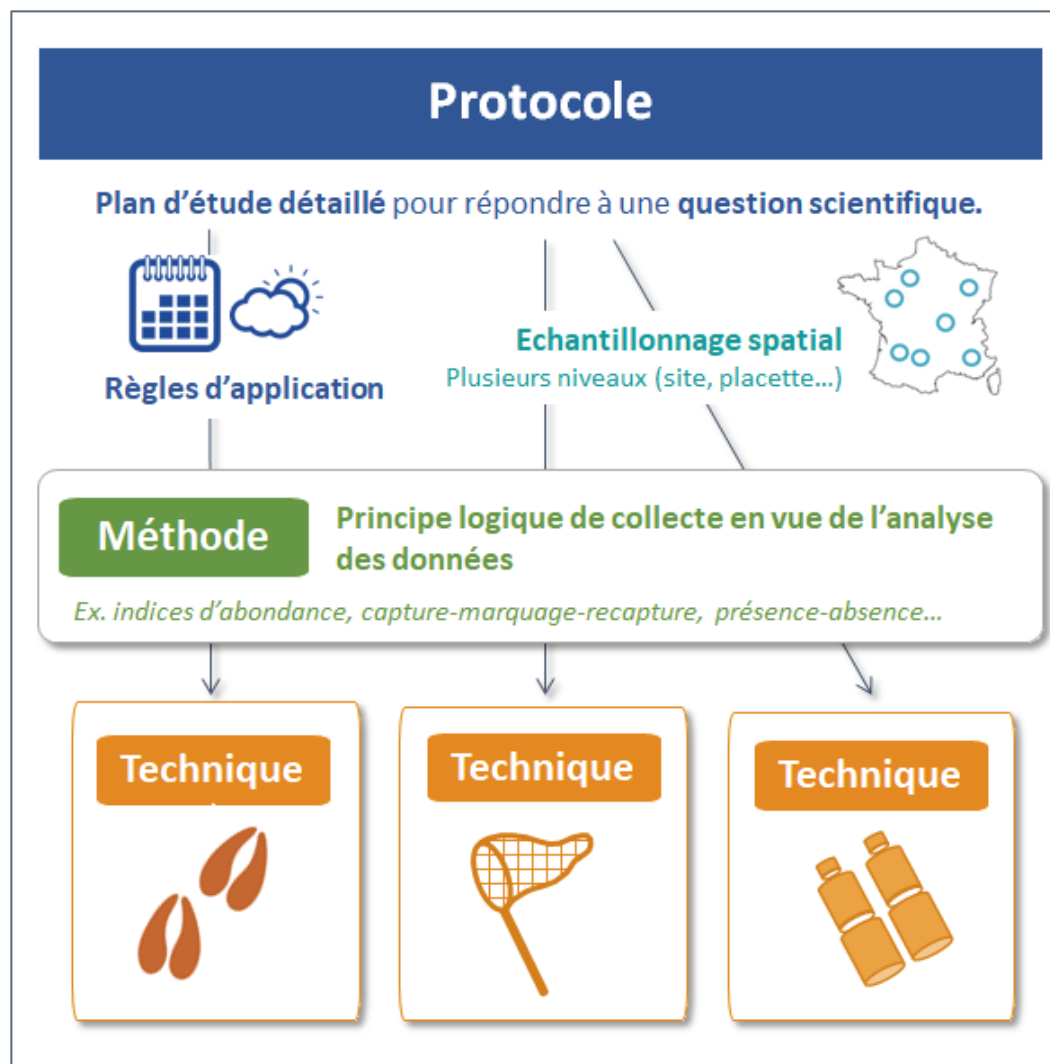 Protocole
Plan d’étude détaillé pour répondre à une question scientifique.
Echantillonnage spatial
Plusieurs niveaux (site, placette…)
Règles d’application
Méthode
Principe logique de collecte en vue de l’analyse
des données
Ex. indices d’abondance, capture-marquage-recapture, présence-absence…
Technique
Technique
Technique